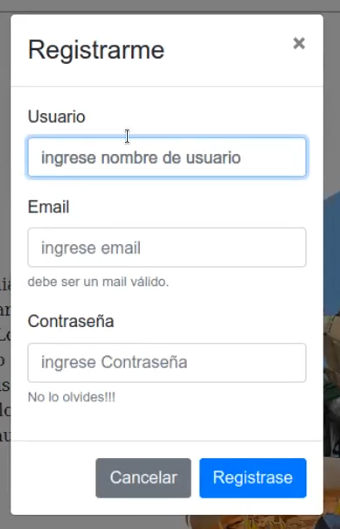 Registrarme
×
Usuario
ingrese nombre de usuario
Email
ingrese email
debe ser un mail válido.
Contraseña
ingrese Contraseña
No lo olvides!!!
Cancelar
Registrase